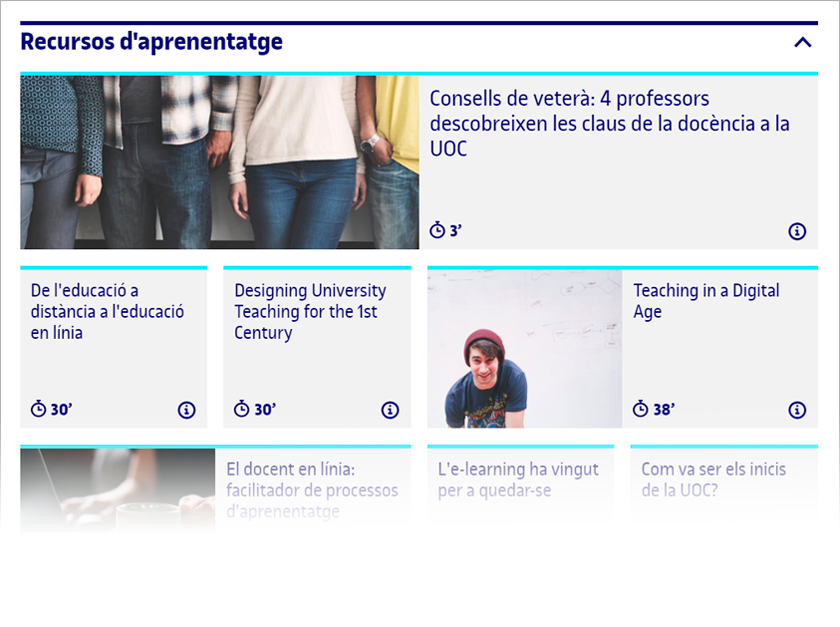 Recursos d'aprenentatge
Consells de veterà: 4 professors
descobreixen les claus de la docència a la
UOC
3’
De l'educació a
distància a l'educació
en línia
30’
Designing University
Teaching for the 1st
Century
30’
Teaching in a Digital
Age
38’
El docent en línia:
facilitador de processos
d'aprenentatge
L'e-learning ha vingut
per a quedar-se
Com va ser els inicis
de la UOC?